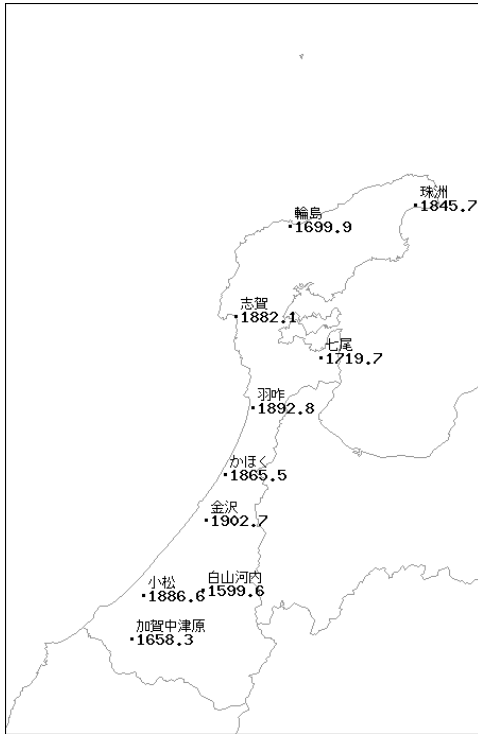 珠洲
1845.7
輪島
1699.9
志賀
1882.1
七尾
1719.7
羽咋
1892.8
かほく
1865.5
金沢
1902.7
小松
1886.6
白山河内
1599.6
加賀中津原
1658.3